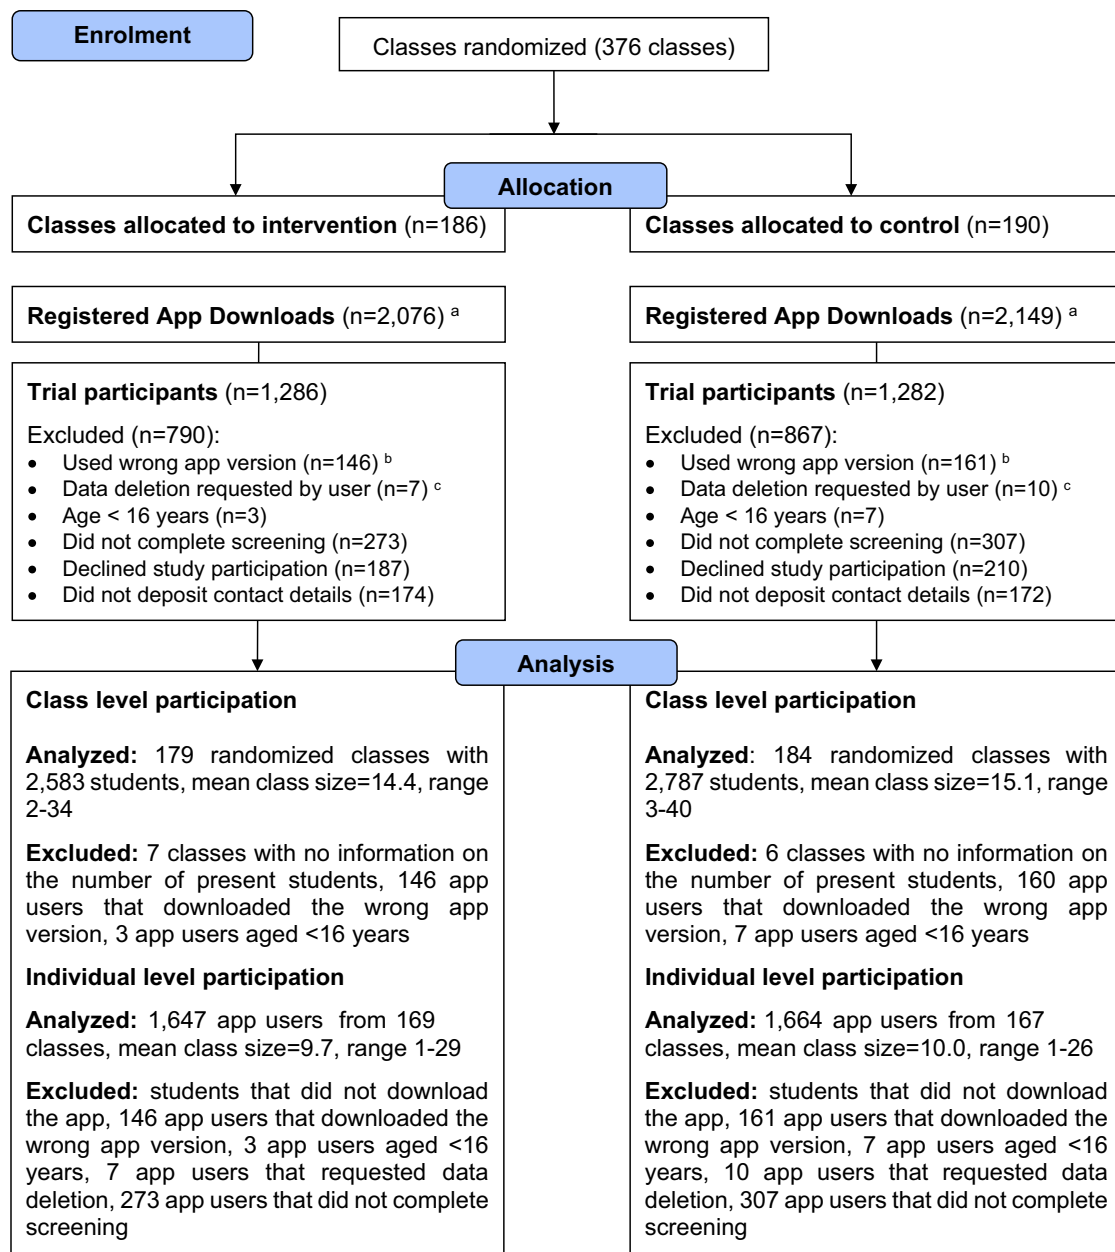 Enrolment
Classes randomized (376 classes)
Allocation
Classes allocated to intervention (n=186)
Classes allocated to control (n=190)
Registered App Downloads (n=2,076) a
Registered App Downloads (n=2,149) a
Trial participants (n=1,286)
Excluded (n=790):
• Used wrong app version (n=146) b
• Data deletion requested by user (n=7) c
• Age < 16 years (n=3)
• Did not complete screening (n=273)
• Declined study participation (n=187)
• Did not deposit contact details (n=174)
Trial participants (n=1,282)
Excluded (n=867):
• Used wrong app version (n=161) b
• Data deletion requested by user (n=10) c
• Age < 16 years (n=7)
• Did not complete screening (n=307)
• Declined study participation (n=210)
• Did not deposit contact details (n=172)
Analysis
Class level participation
Analyzed: 179 randomized classes with
2,583 students, mean class size=14.4, range
2-34
Excluded: 7 classes with no information on
the number of present students, 146 app
users that downloaded the wrong app
version, 3 app users aged <16 years
Individual level participation
Analyzed: 1,647 app users from 169
classes, mean class size=9.7, range 1-29
Excluded: students that did not download
the app, 146 app users that downloaded the
wrong app version, 3 app users aged <16
years, 7 app users that requested data
deletion, 273 app users that did not complete
screening
Class level participation
Analyzed: 184 randomized classes with
2,787 students, mean class size=15.1, range
3-40
Excluded: 6 classes with no information on
the number of present students, 160 app
users that downloaded the wrong app
version, 7 app users aged <16 years
Individual level participation
Analyzed: 1,664 app users from 167
classes, mean class size=10.0, range 1-26
Excluded: students that did not download
the app, 161 app users that downloaded the
wrong app version, 7 app users aged <16
years, 10 app users that requested data
deletion, 307 app users that did not complete
screening